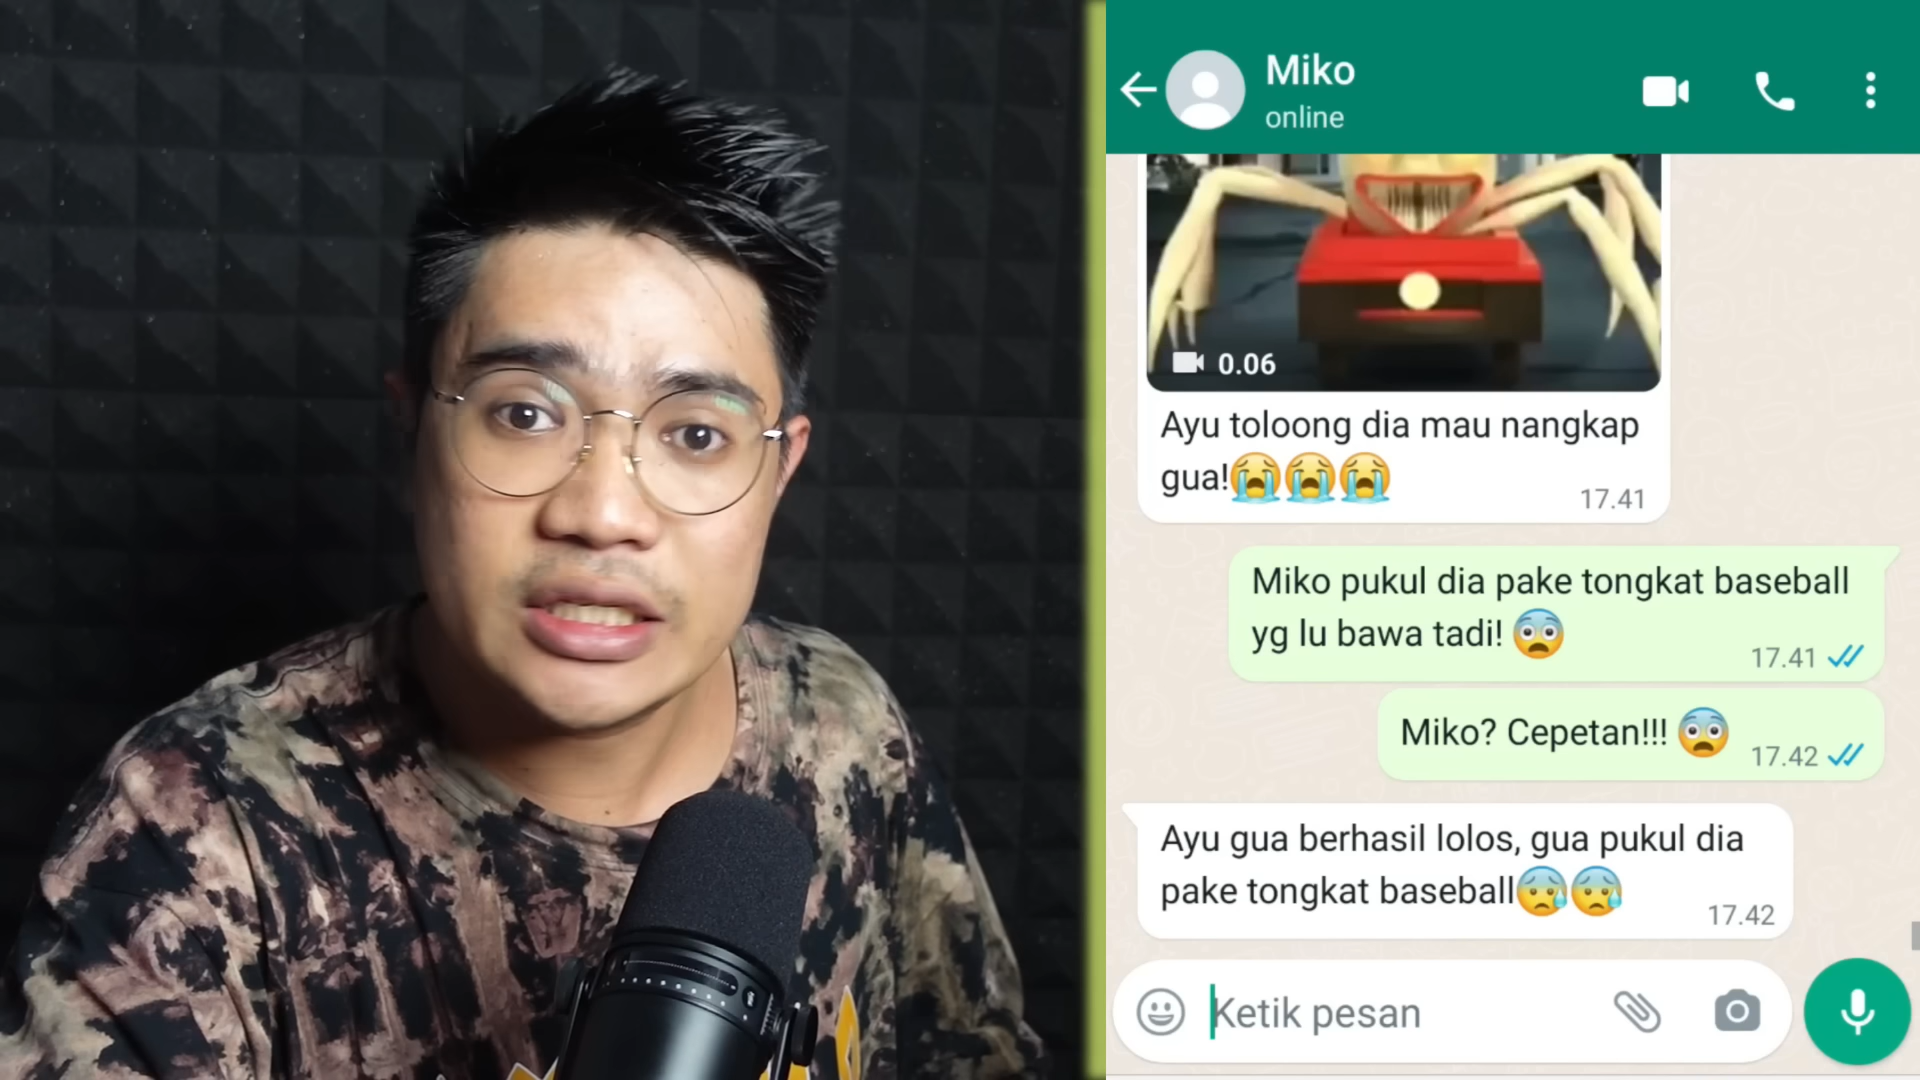 Miko
online
0.06
Ayu toloong dia mau nangkap
gua!😭😭😭
17.41
Miko pukul dia pake tongkat baseball
yg lu bawa tadi! 😨
17.41
Miko? Cepetan!!! 😨
17.42
Ayu gua berhasil lolos, gua pukul dia
pake tongkat baseball😰😰
17.42
Ketik pesan